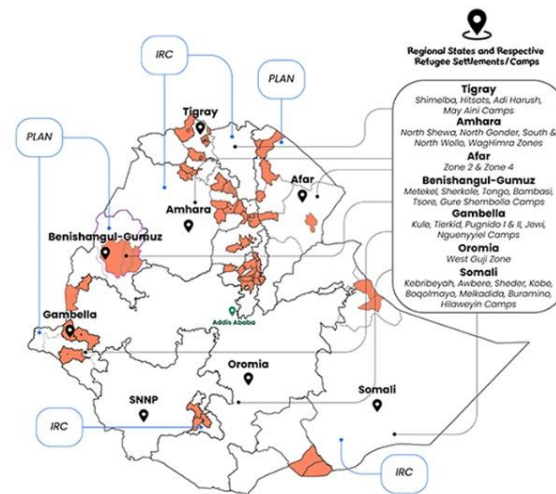 Regional States and Respective
Refugee Settlements/Camps
Tigray
Shimelba, Hitsats, Adi Harush,
May Aini Camps
Amhara
North Shewa, North Gonder, South &
North Wollo, WagHimra Zones
Afar
Zone 2 & Zone 4
Benishangul-Gumuz
Metekel, Sherkole, Tongo, Bambasi,
Tsore, Gure Shembolla Camps
Gambella
Kule, Tierkid, Pugnido I & II, Jewi,
Nguenyyiel Camps
Oromia
West Guji Zone
Somali
Kebribeyah, Awbere, Sheder, Kobe,
Boqolmayo, Melkadida, Buramino,
Hilaweyin Camps
IRC
PLAN
Tigray
PLAN
Afar
Amhara
Benishangul-Gumuz
Addis Ababa
Gambella
PLAN
Oromia
Somali
SNNP
IRC
IRC